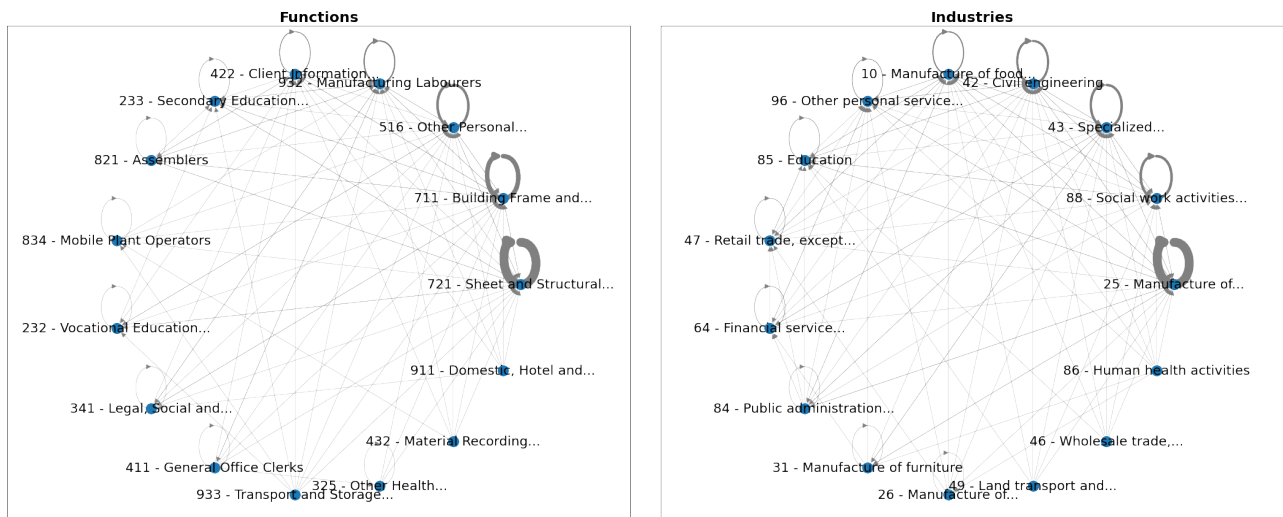 Functions
422 - Client Information...
932 - Manufacturing Labourers
233 - Secondary Education...
516 - Other Personal...
821 - Assemblers
711 - Building Frame and...
834 - Mobile Plant Operators
721 - Sheet and Structural...
232 - Vocational Education...
911 - Domestic, Hotel and...
341 - Legal, Social and...
432 - Material Recording...
411 - General Office Clerks
325 - Other Health...
933 - Transport and Storage...
Industries
10 - Manufacture of food...
42 - Civil engineering
96 - Other personal service...
43 - Specialized...
85 - Education
88 - Social work activities...
47 - Retail trade, except...
25 - Manufacture of...
64 - Financial service...
86 - Human health activities
84 - Public administration...
46 - Wholesale trade,...
31 - Manufacture of furniture
49 - Land transport and...
26 - Manufacture of...